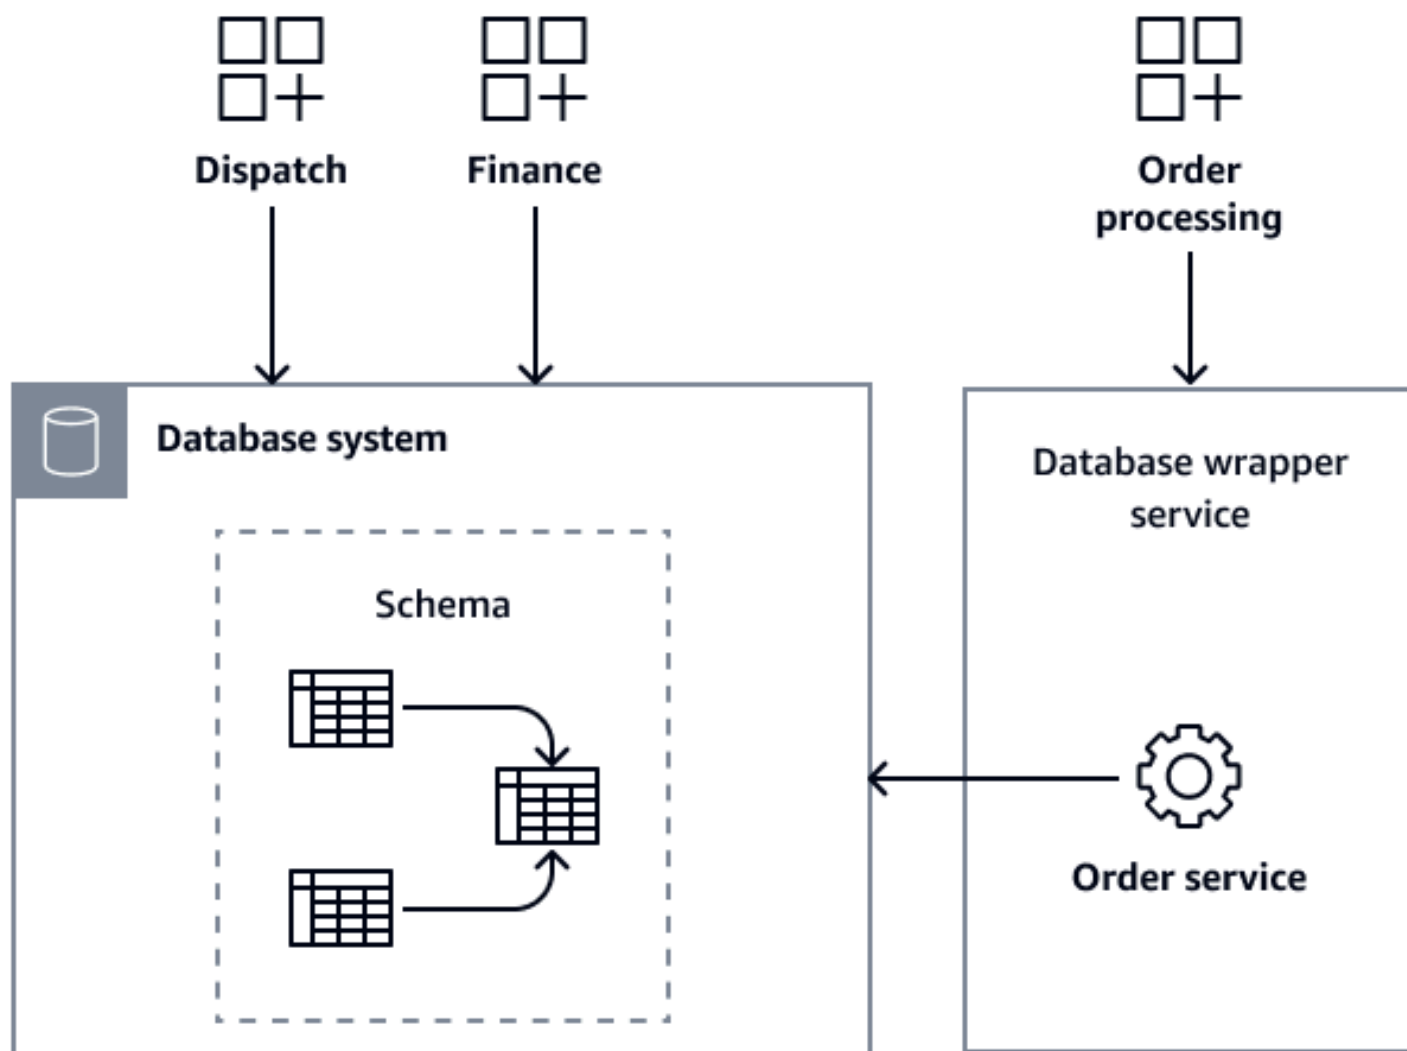 Dispatch
Finance
Order
processing
Database system
Database wrapper
service
Schema
Order service